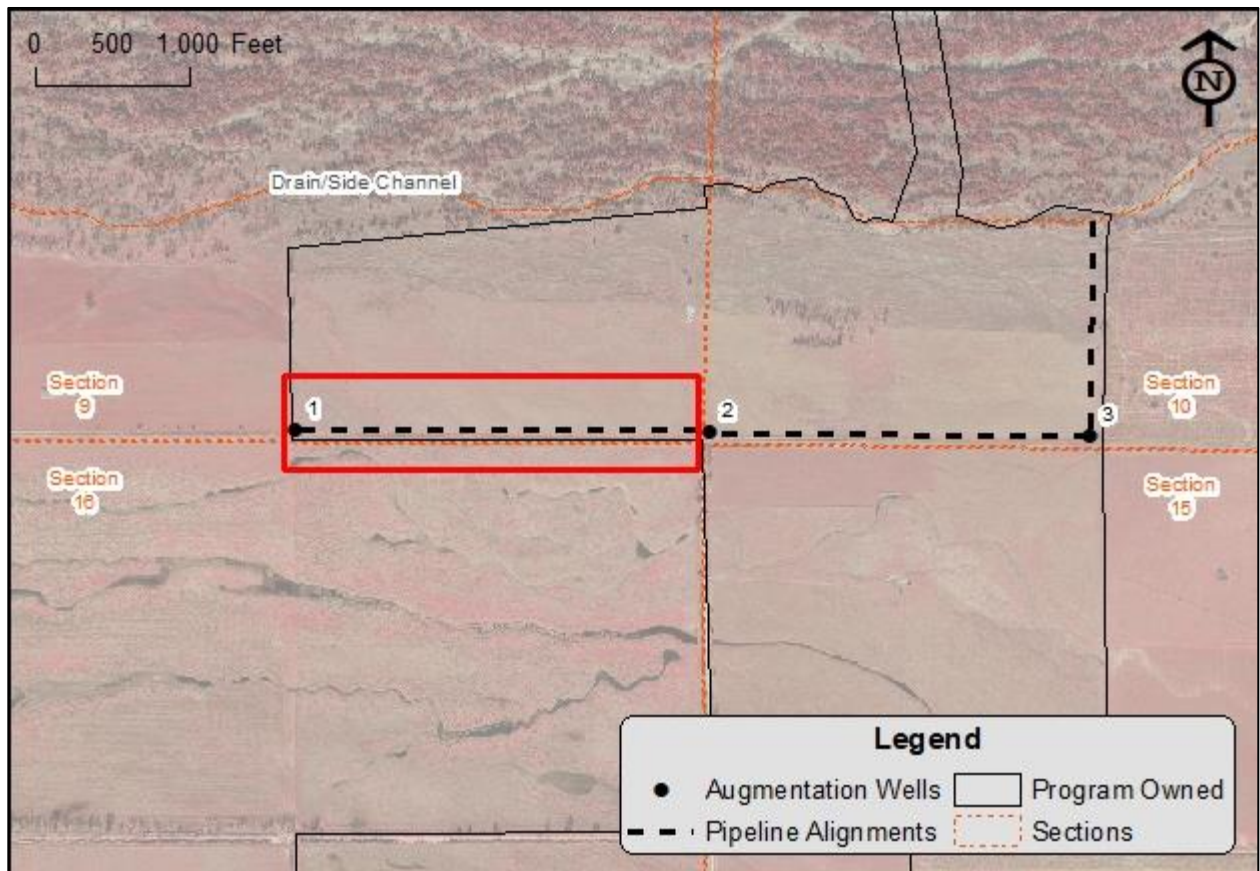 0 500 1,000 Feet
N
Drain/Side Channel
Section
9
Section
10
1
2
3
Section
16
Section
15
Legend
Augmentation Wells
Program Owned
Pipeline Alignments
Sections